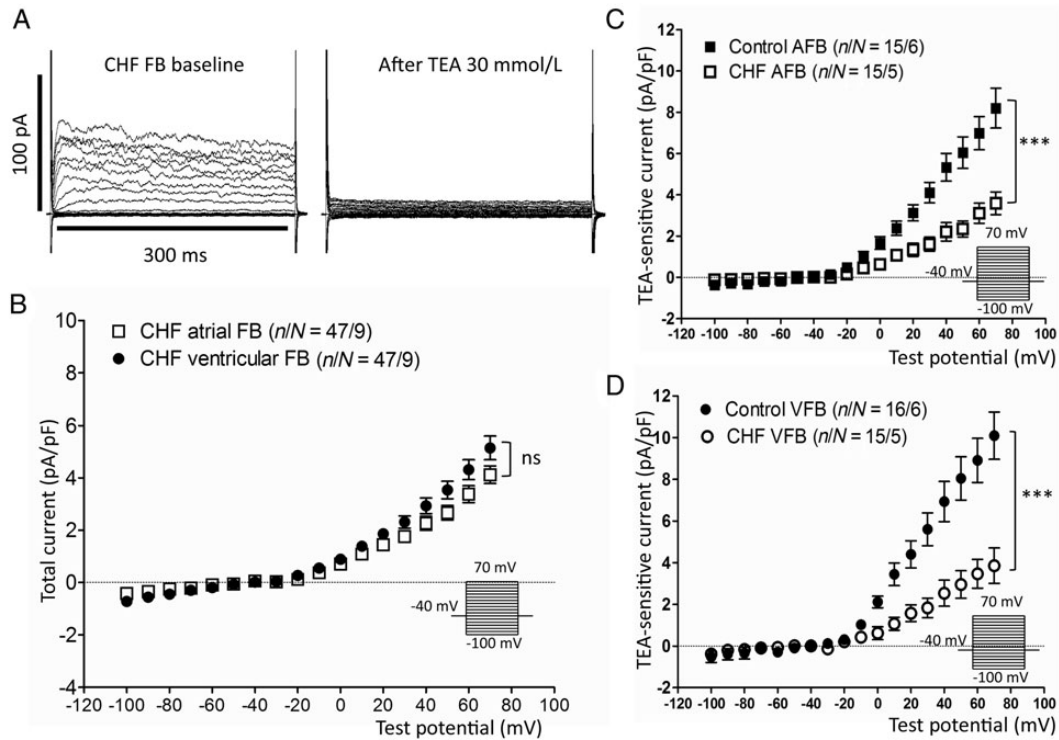 A
CHF FB baseline
After TEA 30 mmol/L
100 pA
300 ms
B
CHF atrial FB (n/N = 47/9)
CHF ventricular FB (n/N = 47/9)
ns
Total current (pA/pF)
10
8
6
4
2
0
-2
-4
70 mV
-40 mV
-100 mV
-120 -100 -80 -60 -40 -20 0 20 40 60 80 100
Test potential (mV)
C
Control AFB (n/N = 15/6)
CHF AFB (n/N = 15/5)
***
TEA-sensitive current (pA/pF)
12
10
8
6
4
2
0
-2
70 mV
-40 mV
-100 mV
-120 -100 -80 -60 -40 -20 0 20 40 60 80 100
Test potential (mV)
D
Control VFB (n/N = 16/6)
CHF VFB (n/N = 15/5)
***
TEA-sensitive current (pA/pF)
12
10
8
6
4
2
0
-2
70 mV
-40 mV
-100 mV
-120 -100 -80 -60 -40 -20 0 20 40 60 80 100
Test potential (mV)